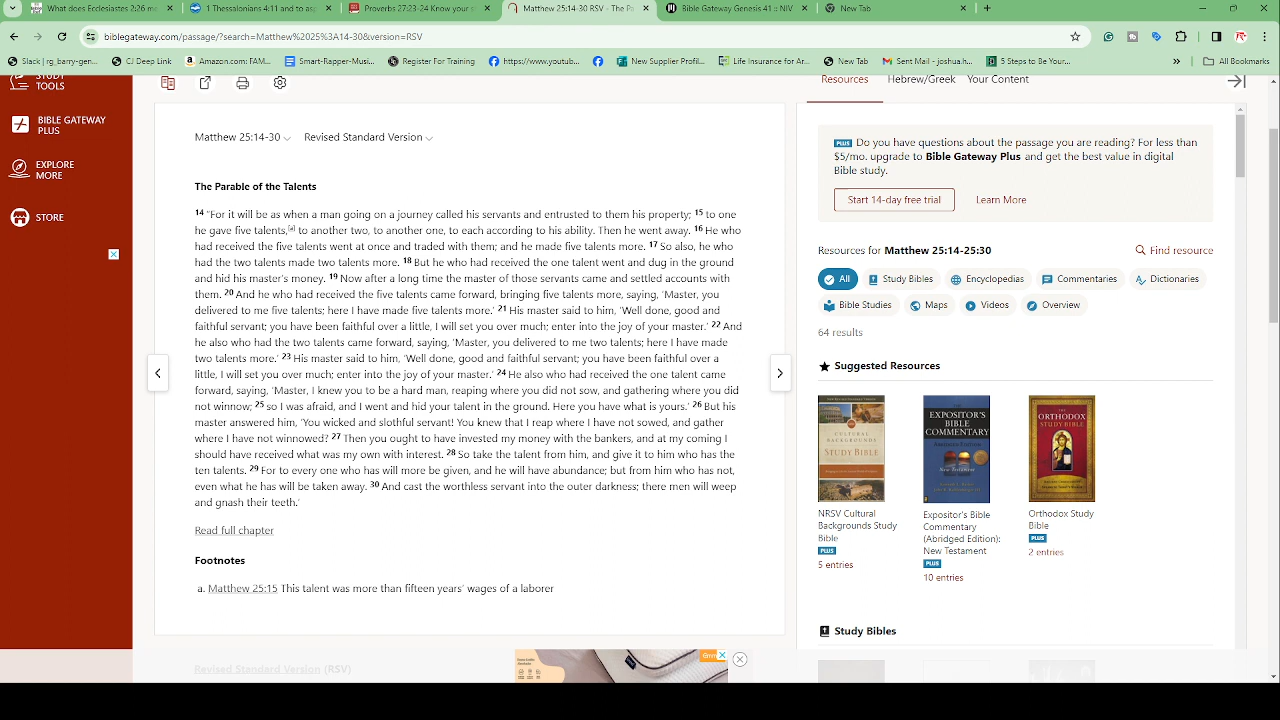 What does Ecclesiastes 2:26 me
1 Thessalonians 4:11 and to as
Proverbs 27:23-24 Know your s
Matthew 25:14-30 RSV - The Pa
Bible Gateway Genesis 41 :: NIV
New Tab
biblegateway.com/passage/?search=Matthew%2025%3A14-30&version=RSV
Slack | rg_barry-gen...
CJ Deep Link
Amazon.com: FAM...
Smart-Rapper-Musi...
Register For Training
https://www.youtub...
New Supplier Profil...
Life Insurance for Ar...
New Tab
Sent Mail - joshua.h...
5 Steps to Be Your...
All Bookmarks
STUDY
TOOLS
BIBLE GATEWAY
PLUS
EXPLORE
MORE
STORE
Matthew 25:14-30 Revised Standard Version
The Parable of the Talents
14 “For it will be as when a man going on a journey called his servants and entrusted to them his property; 15 to one
he gave five talents,[a] to another two, to another one, to each according to his ability. Then he went away. 16 He who
had received the five talents went at once and traded with them; and he made five talents more. 17 So also, he who
had the two talents made two talents more. 18 But he who had received the one talent went and dug in the ground
and hid his master’s money. 19 Now after a long time the master of those servants came and settled accounts with
them. 20 And he who had received the five talents came forward, bringing five talents more, saying, ‘Master, you
delivered to me five talents; here I have made five talents more.’ 21 His master said to him, ‘Well done, good and
faithful servant; you have been faithful over a little, I will set you over much; enter into the joy of your master.’ 22 And
he also who had the two talents came forward, saying, ‘Master, you delivered to me two talents; here I have made
two talents more.’ 23 His master said to him, ‘Well done, good and faithful servant; you have been faithful over a
little, I will set you over much; enter into the joy of your master.’ 24 He also who had received the one talent came
forward, saying, ‘Master, I knew you to be a hard man, reaping where you did not sow, and gathering where you did
not winnow; 25 so I was afraid, and I went and hid your talent in the ground. Here you have what is yours.’ 26 But his
master answered him, ‘You wicked and slothful servant! You knew that I reap where I have not sowed, and gather
where I have not winnowed? 27 Then you ought to have invested my money with the bankers, and at my coming I
should have received what was my own with interest. 28 So take the talent from him, and give it to him who has the
ten talents. 29 For to every one who has will more be given, and he will have abundance; but from him who has not,
even what he has will be taken away. 30 And cast the worthless servant into the outer darkness; there men will weep
and gnash their teeth.’
Read full chapter
Footnotes
a. Matthew 25:15 This talent was more than fifteen years’ wages of a laborer
Revised Standard Version (RSV)
Resources Hebrew/Greek Your Content
PLUS Do you have questions about the passage you are reading? For less than
$5/mo. upgrade to Bible Gateway Plus and get the best value in digital
Bible study.
Start 14-day free trial Learn More
Resources for Matthew 25:14-25:30 Find resource
All Study Bibles Encyclopedias Commentaries Dictionaries
Bible Studies Maps Videos Overview
64 results
Suggested Resources
CULTURAL
BACKGROUNDS
STUDY BIBLE
THE
EXPOSITOR'S
BIBLE
COMMENTARY
New Testament
THE
ORTHODOX
STUDY BIBLE
NRSV Cultural
Backgrounds Study
Bible
PLUS
5 entries
Expositor's Bible
Commentary
(Abridged Edition):
New Testament
PLUS
10 entries
Orthodox Study
Bible
PLUS
2 entries
Study Bibles